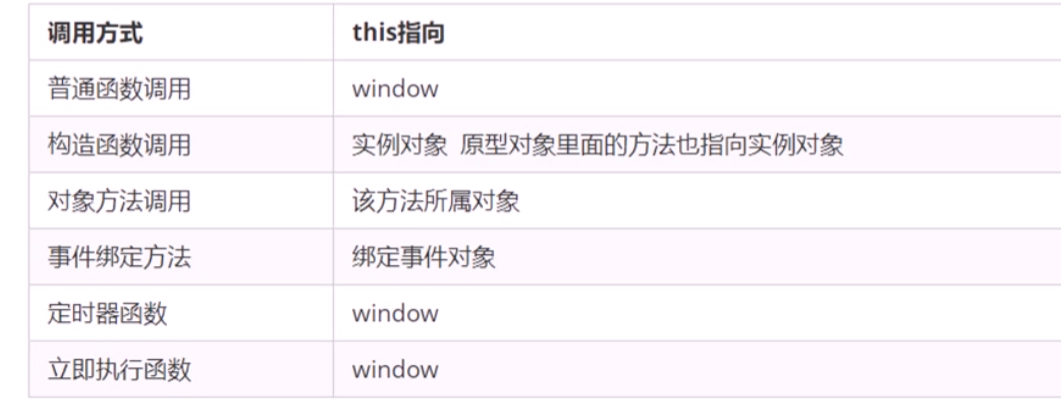 调用方式 this指向
普通函数调用 window
构造函数调用 实例对象 原型对象里面的方法也指向实例对象
对象方法调用 该方法所属对象
事件绑定方法 绑定事件对象
定时器函数 window
立即执行函数 window